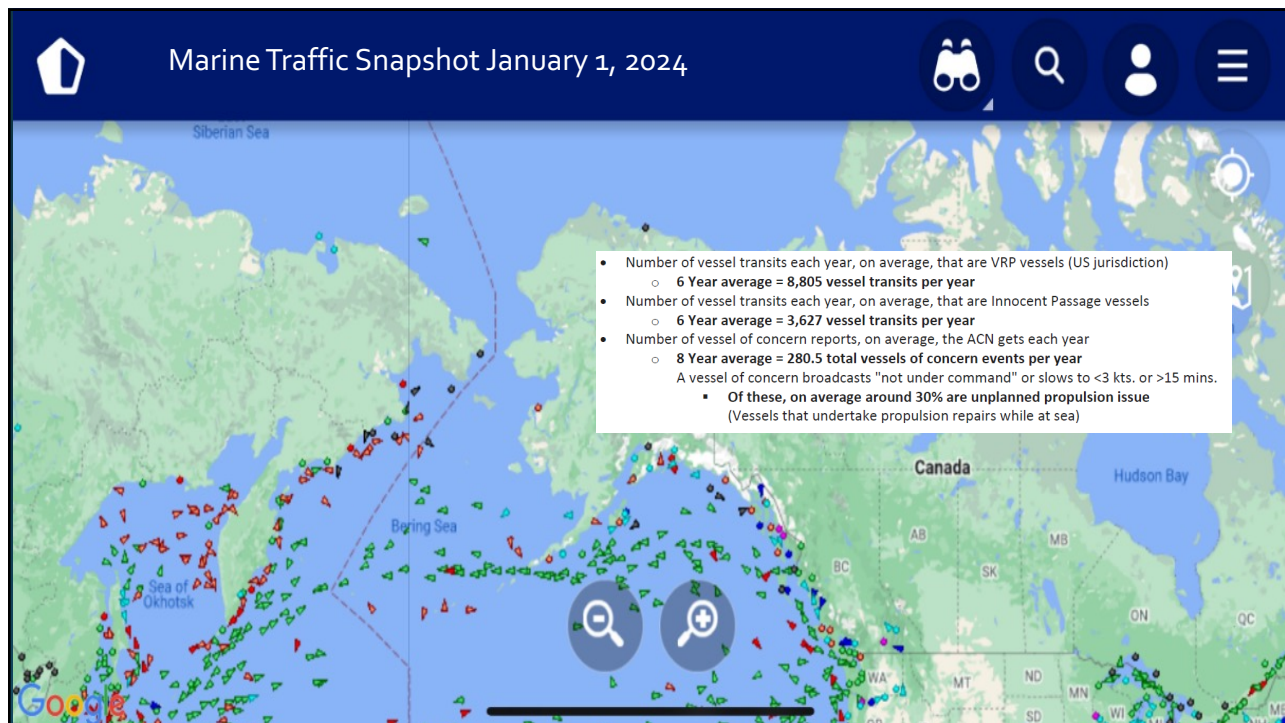 Marine Traffic Snapshot January 1, 2024
Siberian Sea
• Number of vessel transits each year, on average, that are VRP vessels (US jurisdiction)
o 6 Year average = 8,805 vessel transits per year
• Number of vessel transits each year, on average, that are Innocent Passage vessels
o 6 Year average = 3,627 vessel transits per year
• Number of vessel of concern reports, on average, the ACN gets each year
o 8 Year average = 280.5 total vessels of concern events per year
A vessel of concern broadcasts "not under command" or slows to <3 kts. or >15 mins.
▪ Of these, on average around 30% are unplanned propulsion issue
(Vessels that undertake propulsion repairs while at sea)
Canada
Hudson Bay
Bering Sea
AB
MB
BC
SK
Sea of
Okhotsk
ON
QC
WA
MT
ND
MN
SD
WI
Google